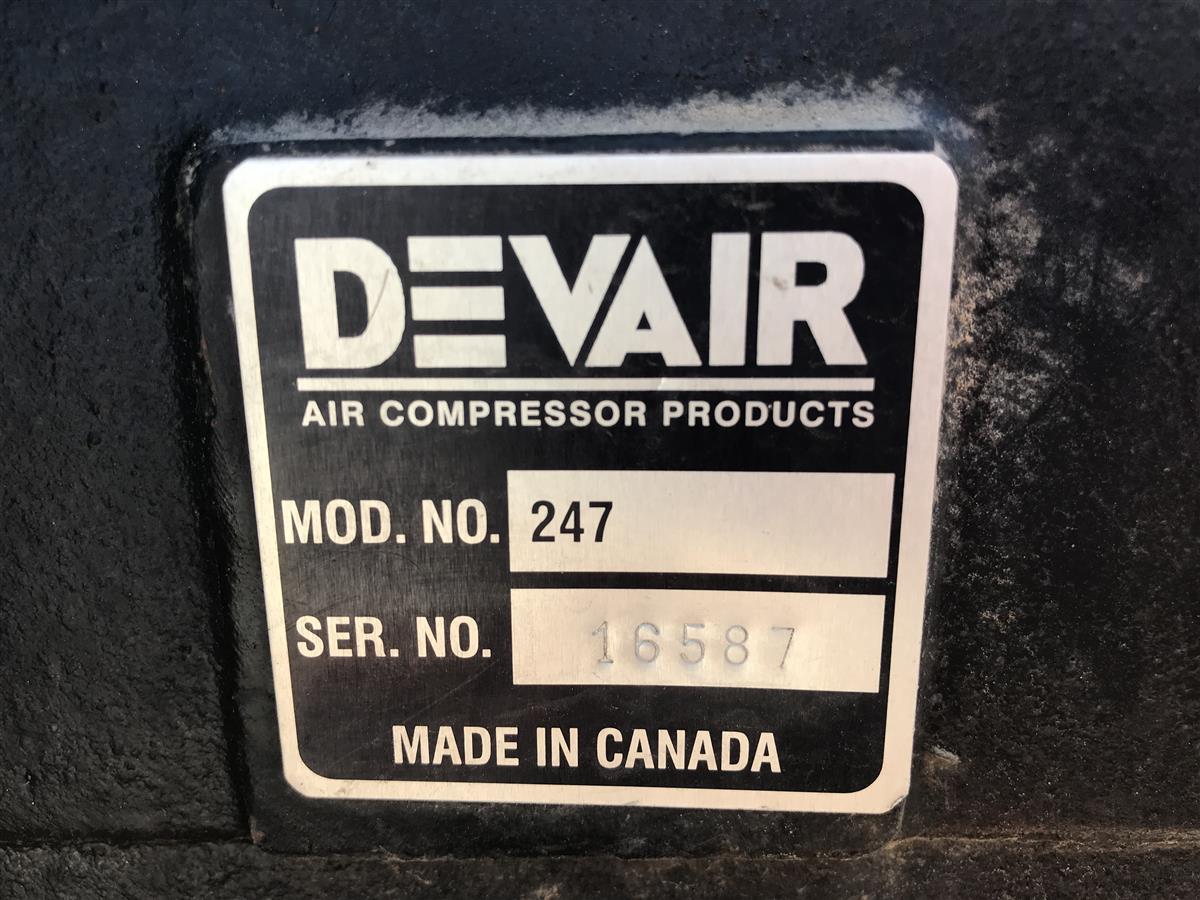 DEVAIR
AIR COMPRESSOR PRODUCTS
MOD. NO. 247
SER. NO. 16587
MADE IN CANADA